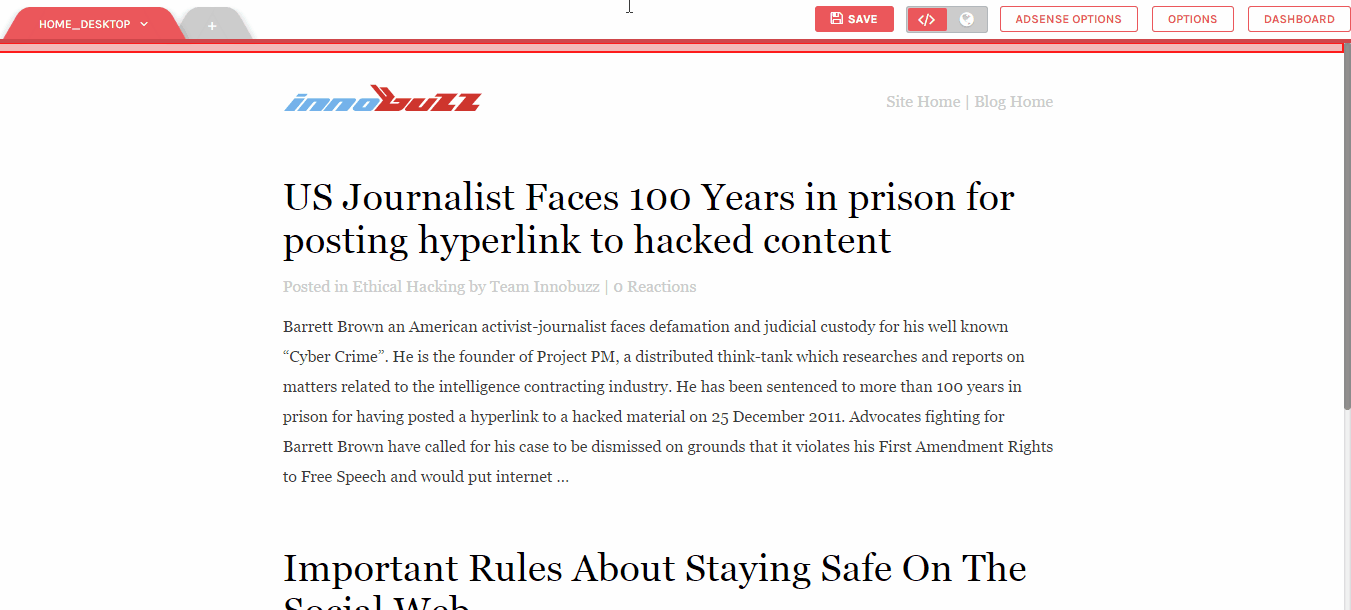 HOME_DESKTOP
+
SAVE
</>
ADSENSE OPTIONS
OPTIONS
DASHBOARD
innobuzz
Site Home | Blog Home
US Journalist Faces 100 Years in prison for
posting hyperlink to hacked content
Posted in Ethical Hacking by Team Innobuzz | 0 Reactions
Barrett Brown an American activist-journalist faces defamation and judicial custody for his well known
“Cyber Crime”. He is the founder of Project PM, a distributed think-tank which researches and reports on
matters related to the intelligence contracting industry. He has been sentenced to more than 100 years in
prison for having posted a hyperlink to a hacked material on 25 December 2011. Advocates fighting for
Barrett Brown have called for his case to be dismissed on grounds that it violates his First Amendment Rights
to Free Speech and would put internet ...
Important Rules About Staying Safe On The
Social Web